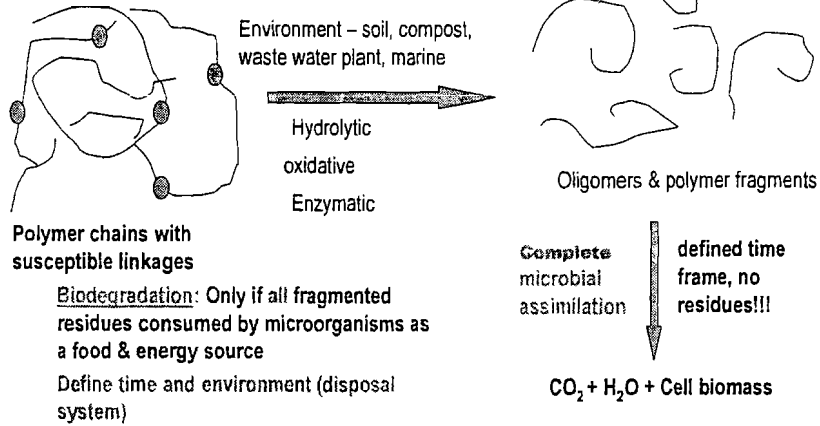 Environment – soil, compost,
waste water plant, marine
Hydrolytic
oxidative
Enzymatic
Oligomers & polymer fragments
Polymer chains with
susceptible linkages
Biodegradation: Only if all fragmented
residues consumed by microorganisms as
a food & energy source
Define time and environment (disposal
system)
Complete
microbial
assimilation
defined time
frame, no
residues!!!
CO₂ + H₂O + Cell biomass